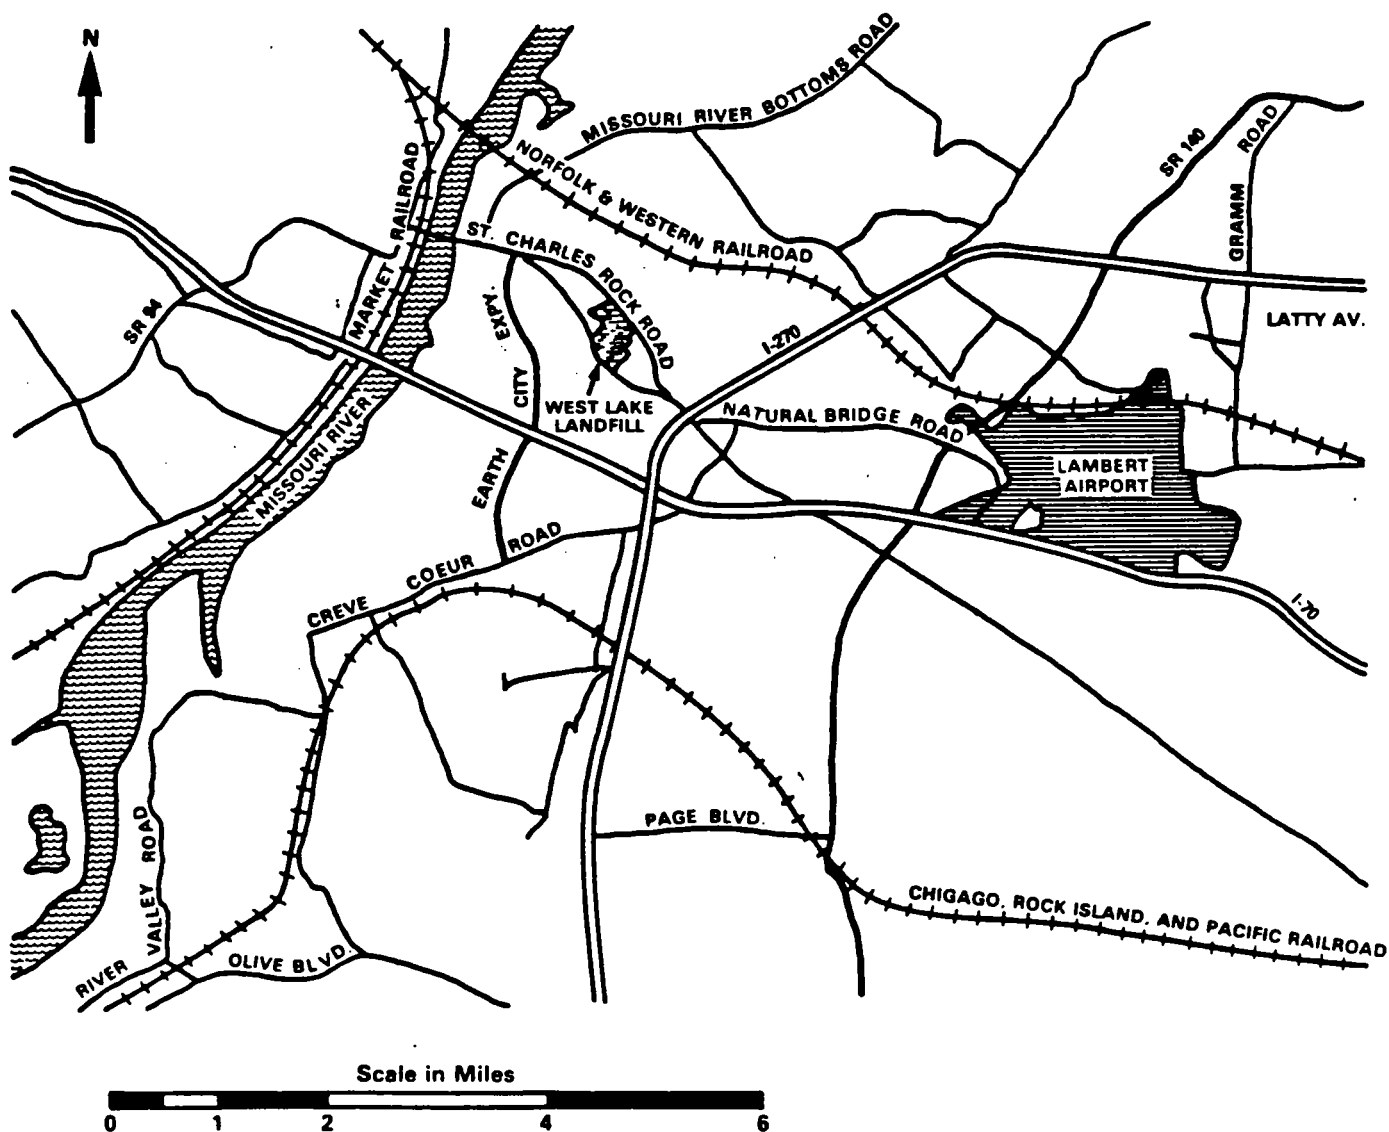 N
MISSOURI RIVER BOTTOMS ROAD
NORFOLK & WESTERN RAILROAD
SR 140
GRAMM ROAD
MARKET RAILROAD
ST. CHARLES ROCK ROAD
EARTH CITY EXPY.
SR 94
I-270
LATTY AV.
WEST LAKE
LANDFILL
NATURAL BRIDGE ROAD
LAMBERT
AIRPORT
MISSOURI RIVER
CREVE COEUR ROAD
I-70
PAGE BLVD.
RIVER VALLEY ROAD
OLIVE BLVD.
CHIGAGO, ROCK ISLAND, AND PACIFIC RAILROAD
Scale in Miles
0 1 2 4 6